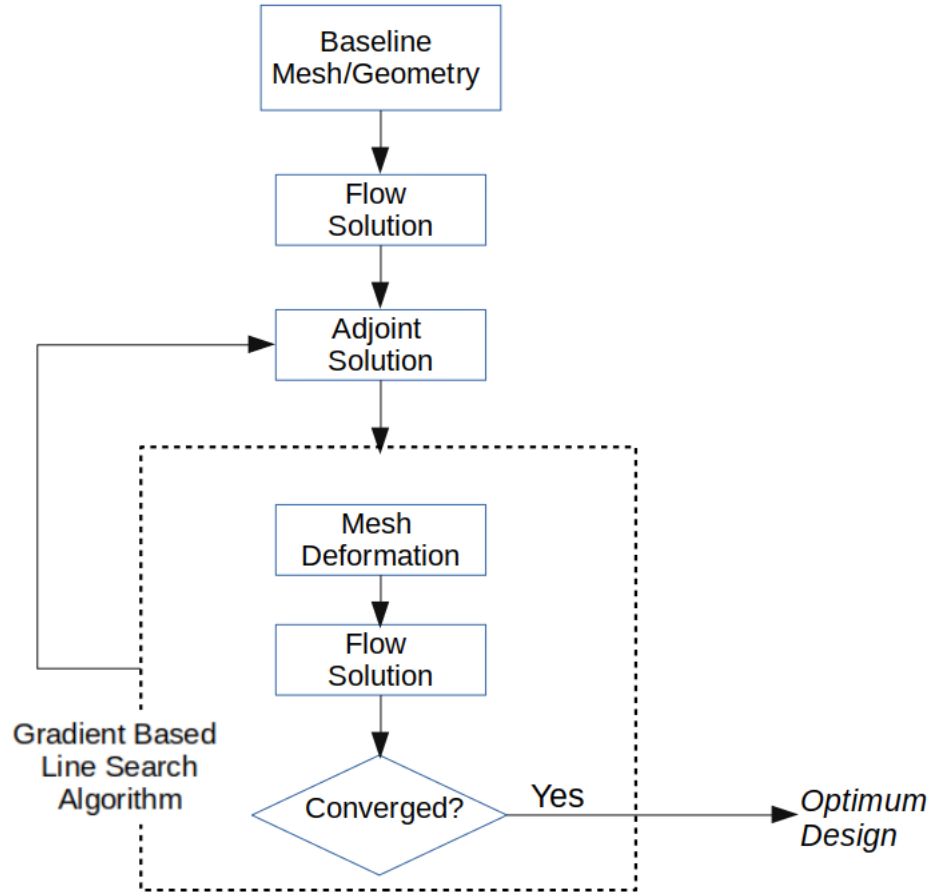 Baseline
Mesh/Geometry
Flow
Solution
Adjoint
Solution
Mesh
Deformation
Flow
Solution
Gradient Based
Line Search
Algorithm
Converged?
Yes
Optimum
Design